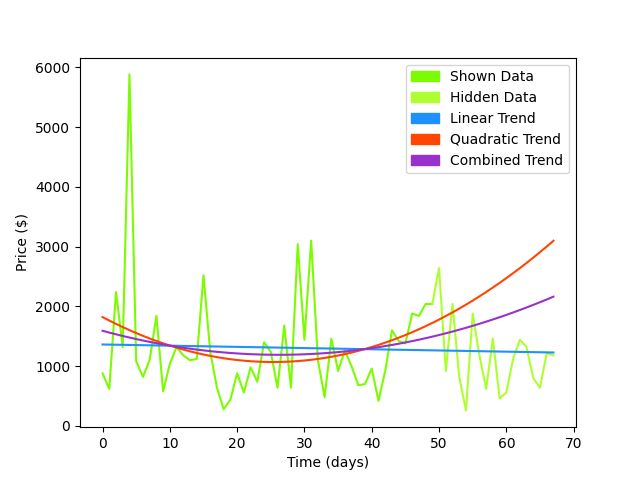 6000
5000
4000
3000
2000
1000
0
Price ($)
Shown Data
Hidden Data
Linear Trend
Quadratic Trend
Combined Trend
0 10 20 30 40 50 60 70
Time (days)